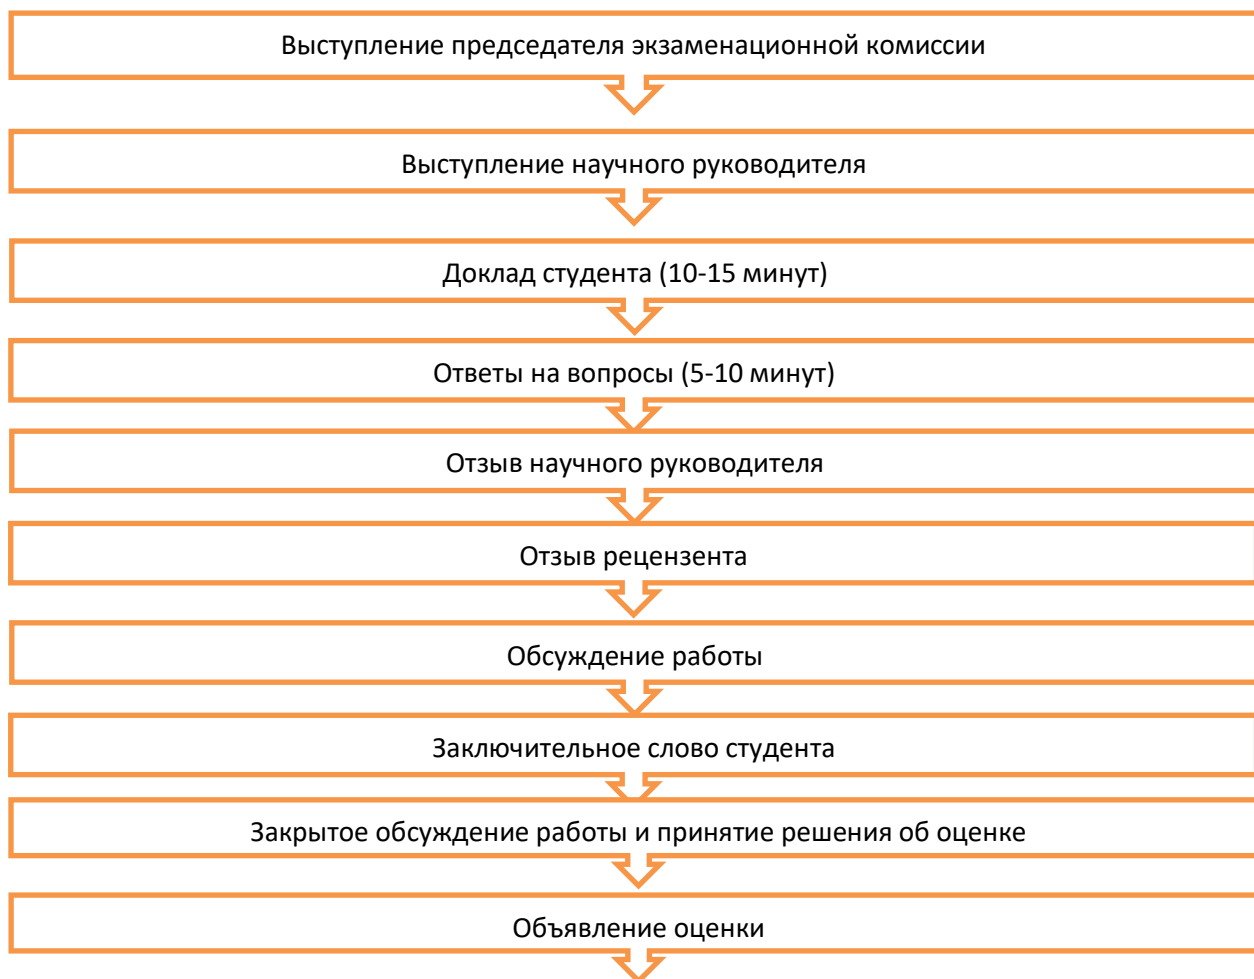 Выступление председателя экзаменационной комиссии
Выступление научного руководителя
Доклад студента (10-15 минут)
Ответы на вопросы (5-10 минут)
Отзыв научного руководителя
Отзыв рецензента
Обсуждение работы
Заключительное слово студента
Закрытое обсуждение работы и принятие решения об оценке
Объявление оценки